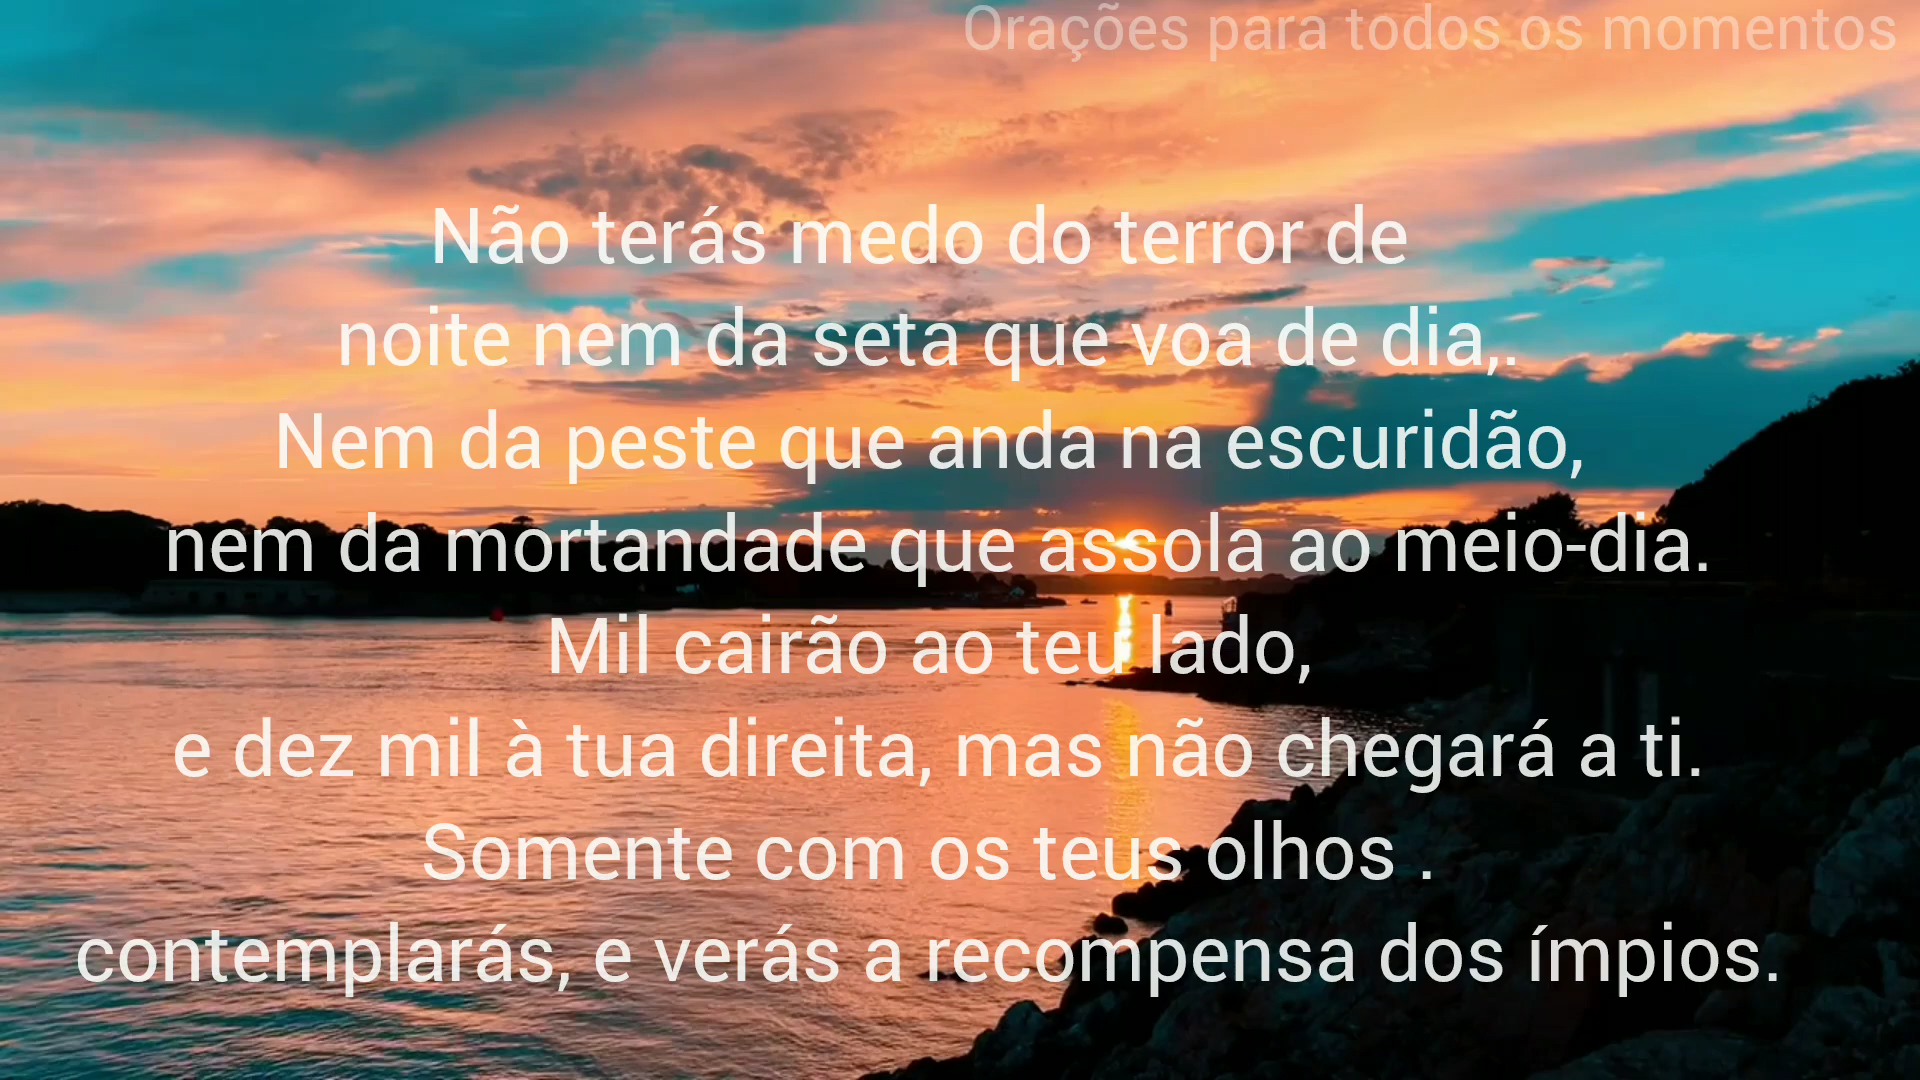 Orações para todos os momentos
Não terás medo do terror de
noite nem da seta que voa de dia,.
Nem da peste que anda na escuridão,
nem da mortandade que assola ao meio-dia.
Mil cairão ao teu lado,
e dez mil à tua direita, mas não chegará a ti.
Somente com os teus olhos .
contemplarás, e verás a recompensa dos ímpios.